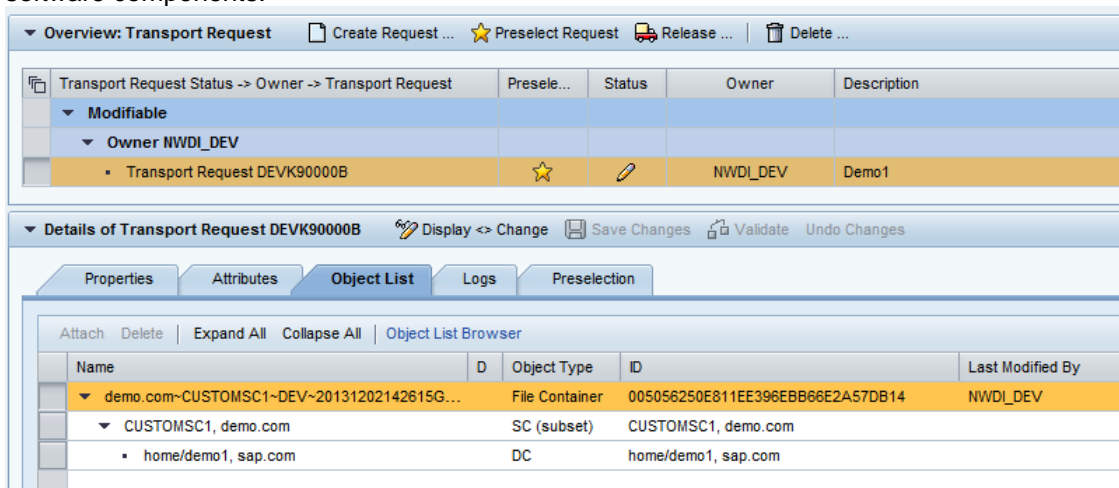 software components.
Overview: Transport Request Create Request ... Preselect Request Release ... Delete ...
Transport Request Status -> Owner -> Transport Request Presele... Status Owner Description
Modifiable
Owner NWDI_DEV
Transport Request DEVK90000B NWDI_DEV Demo1
Details of Transport Request DEVK90000B Display <> Change Save Changes Validate Undo Changes
Properties Attributes Object List Logs Preselection
Attach Delete Expand All Collapse All Object List Browser
Name D Object Type ID Last Modified By
demo.com~CUSTOMSC1~DEV~20131202142615G... File Container 005056250E811EE396EBB66E2A57DB14 NWDI_DEV
CUSTOMSC1, demo.com SC (subset) CUSTOMSC1, demo.com
home/demo1, sap.com DC home/demo1, sap.com